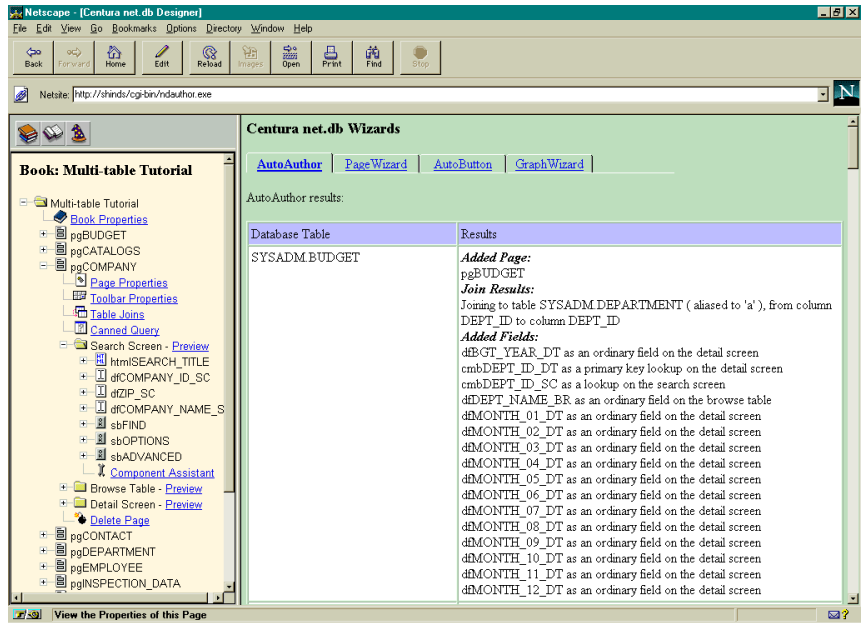 Netscape - [Centura net.db Designer]
File Edit View Go Bookmarks Options Directory Window Help
Back Forward Home Edit Reload Images Open Print Find Stop
Netsite: http://shinds/cgi-bin/ndauthor.exe
N
Book: Multi-table Tutorial
Multi-table Tutorial
Book Properties
pgBUDGET
pgCATALOGS
pgCOMPANY
Page Properties
Toolbar Properties
Table Joins
Canned Query
Search Screen - Preview
htmlSEARCH_TITLE
dfCOMPANY_ID_SC
dfZIP_SC
dfCOMPANY_NAME_S
sbFIND
sbOPTIONS
sbADVANCED
Component Assistant
Browse Table - Preview
Detail Screen - Preview
Delete Page
pgCONTACT
pgDEPARTMENT
pgEMPLOYEE
pgINSPECTION_DATA
Centura net.db Wizards
AutoAuthor PageWizard AutoButton GraphWizard
AutoAuthor results:
Database Table Results
SYSADM.BUDGET
Added Page:
pgBUDGET
Join Results:
Joining to table SYSADM.DEPARTMENT ( aliased to 'a' ), from column
DEPT_ID to column DEPT_ID
Added Fields:
dfBGT_YEAR_DT as an ordinary field on the detail screen
cmbDEPT_ID_DT as a primary key lookup on the detail screen
cmbDEPT_ID_SC as a lookup on the search screen
dfDEPT_NAME_BR as an ordinary field on the browse table
dfMONTH_01_DT as an ordinary field on the detail screen
dfMONTH_02_DT as an ordinary field on the detail screen
dfMONTH_03_DT as an ordinary field on the detail screen
dfMONTH_04_DT as an ordinary field on the detail screen
dfMONTH_05_DT as an ordinary field on the detail screen
dfMONTH_06_DT as an ordinary field on the detail screen
dfMONTH_07_DT as an ordinary field on the detail screen
dfMONTH_08_DT as an ordinary field on the detail screen
dfMONTH_09_DT as an ordinary field on the detail screen
dfMONTH_10_DT as an ordinary field on the detail screen
dfMONTH_11_DT as an ordinary field on the detail screen
dfMONTH_12_DT as an ordinary field on the detail screen
View the Properties of this Page